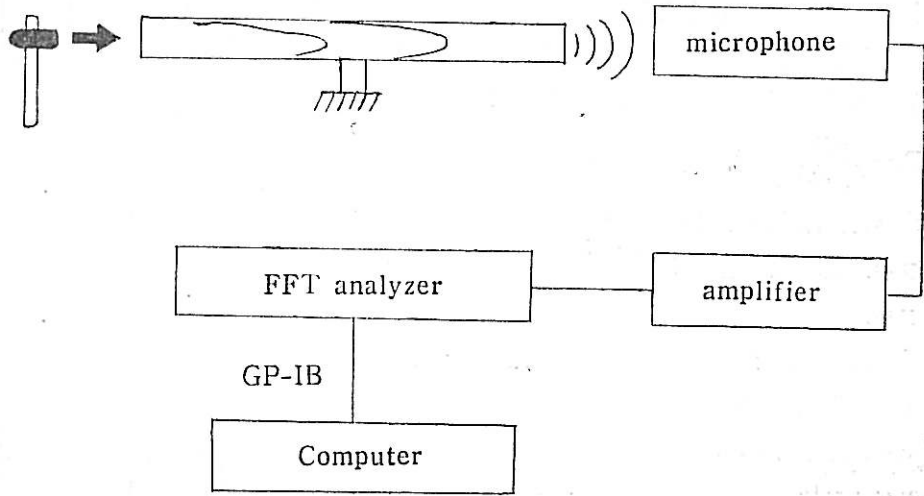 microphone
FFT analyzer
amplifier
GP-IB
Computer